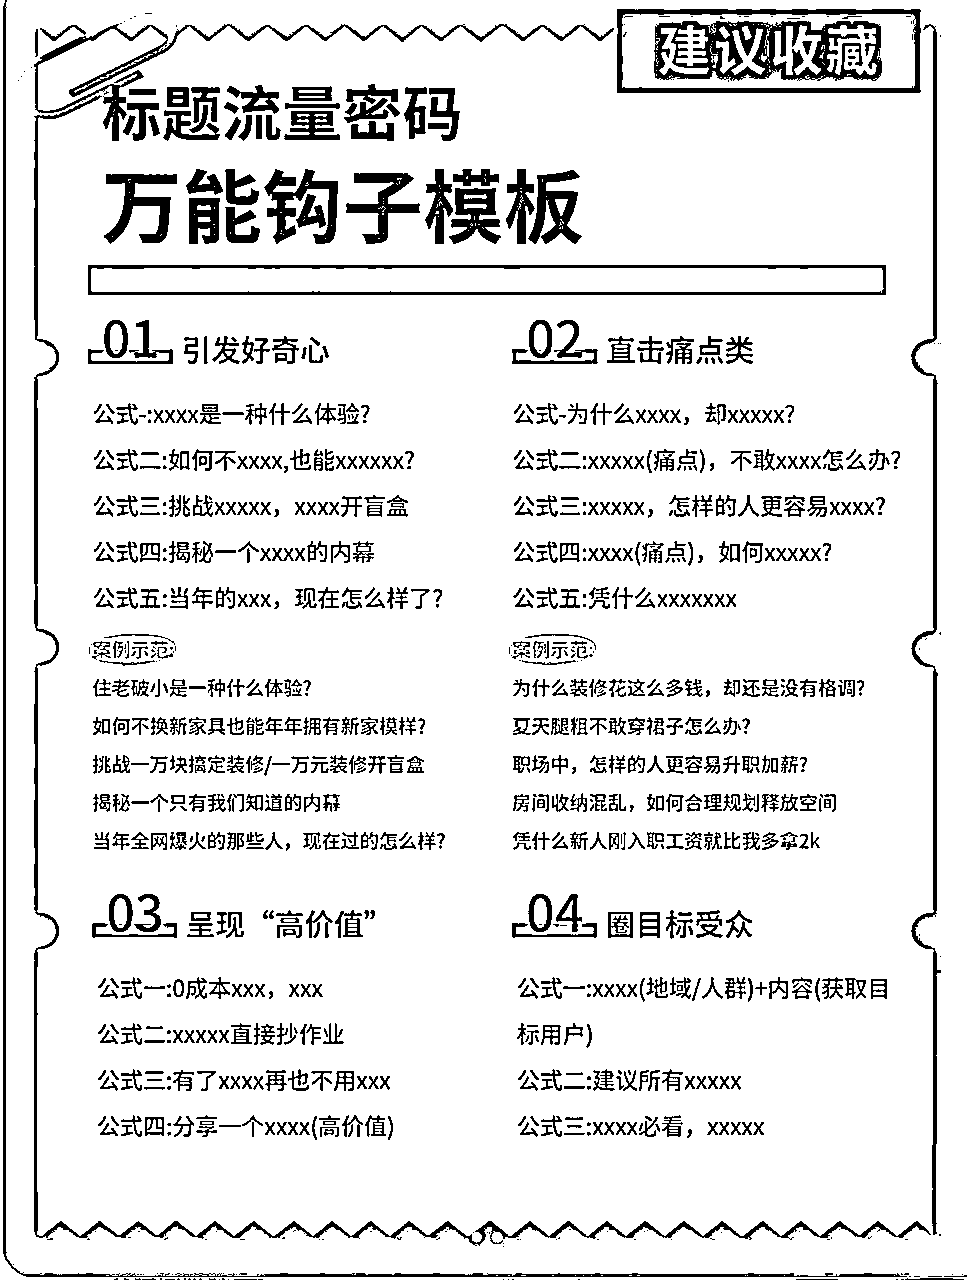 建议收藏
标题流量密码
万能钩子模板
01 引发好奇心
公式-:xxxx是一种什么体验?
公式二:如何不xxxx,也能xxxxxx?
公式三:挑战xxxxx，xxxx开盲盒
公式四:揭秘一个xxxx的内幕
公式五:当年的xxx，现在怎么样了?
案例示范:
住老破小是一种什么体验?
如何不换新家具也能年年拥有新家模样?
挑战一万块搞定装修/一万元装修开盲盒
揭秘一个只有我们知道的内幕
当年全网爆火的那些人，现在过的怎么样?
02 直击痛点类
公式-为什么xxxx，却xxxxx?
公式二:xxxxx(痛点)，不敢xxxx怎么办?
公式三:xxxxx，怎样的人更容易xxxx?
公式四:xxxx(痛点)，如何xxxxx?
公式五:凭什么xxxxxxx
案例示范:
为什么装修花这么多钱，却还是没有格调?
夏天腿粗不敢穿裙子怎么办?
职场中，怎样的人更容易升职加薪?
房间收纳混乱，如何合理规划释放空间
凭什么新人刚入职工资就比我多拿2k
03 呈现“高价值”
公式一:0成本xxx，xxx
公式二:xxxxx直接抄作业
公式三:有了xxxx再也不用xxx
公式四:分享一个xxxx(高价值)
04 圈目标受众
公式一:xxxx(地域/人群)+内容(获取目
标用户)
公式二:建议所有xxxxx
公式三:xxxx必看，xxxxx